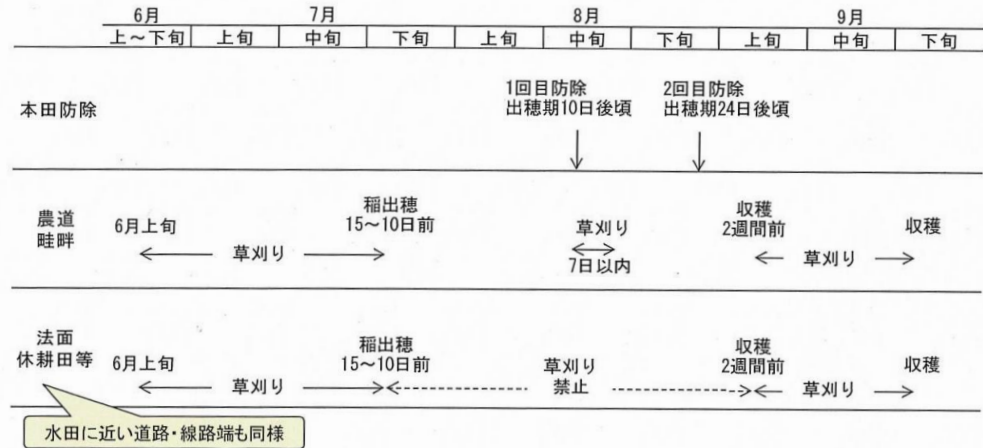 6月 7月 8月 9月
上～下旬 上旬 中旬 下旬 上旬 中旬 下旬 上旬 中旬 下旬
本田防除
1回目防除
出穂期10日後頃
2回目防除
出穂期24日後頃
農道
畦畔
6月上旬
草刈り
稲出穂
15～10日前
草刈り
7日以内
収穫
2週間前
草刈り
収穫
法面
休耕田等
6月上旬
草刈り
稲出穂
15～10日前
草刈り
禁止
収穫
2週間前
草刈り
収穫
水田に近い道路・線路端も同様